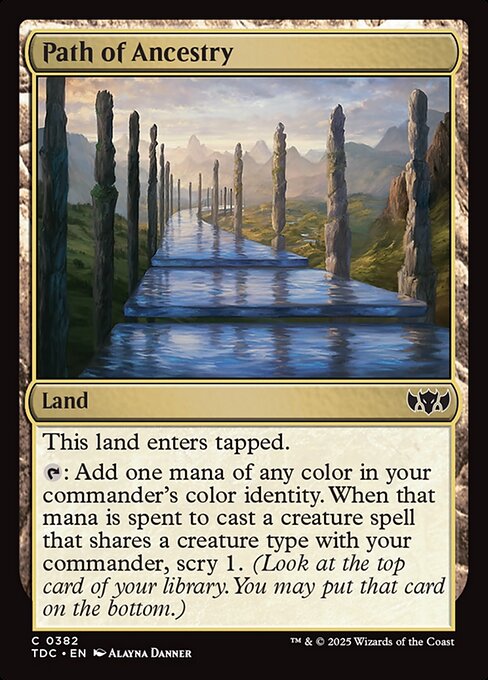 Path of Ancestry
Land
This land enters tapped.
: Add one mana of any color in your
commander's color identity. When that
mana is spent to cast a creature spell
that shares a creature type with your
commander, scry 1. (Look at the top
card of your library. You may put that card
on the bottom.)
C 0382
TDC • EN Alayna Danner
™ & © 2025 Wizards of the Coast